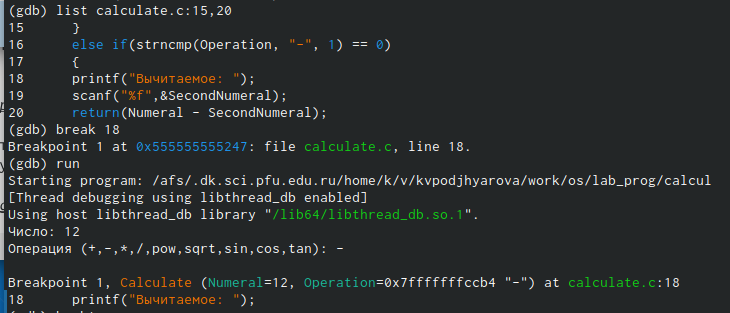 (gdb) list calculate.c:15,20
15      }
16      else if(strncmp(Operation, "-", 1) == 0)
17      {
18      printf("Вычитаемое: ");
19      scanf("%f",&SecondNumeral);
20      return(Numeral - SecondNumeral);
(gdb) break 18
Breakpoint 1 at 0x555555555247: file calculate.c, line 18.
(gdb) run
Starting program: /afs/.dk.sci.pfu.edu.ru/home/k/v/kvpodjhyarova/work/os/lab_prog/calcul
[Thread debugging using libthread_db enabled]
Using host libthread_db library "/lib64/libthread_db.so.1".
Число: 12
Операция (+,-,*,/,pow,sqrt,sin,cos,tan): -
Breakpoint 1, Calculate (Numeral=12, Operation=0x7fffffffccb4 "-") at calculate.c:18
18      printf("Вычитаемое: ");